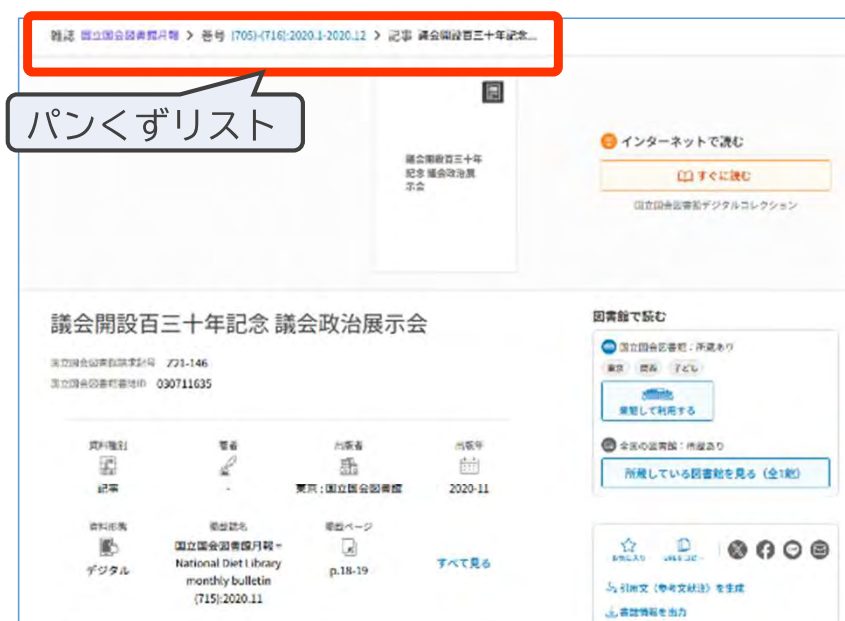 雑誌 国立国会図書館月報 > 巻号 (705)-(716):2020.1-2020.12 > 記事 議会開設百三十年記念...
パンくずリスト
議会開設百三十年
記念 議会政治展
示会
インターネットで読む
すぐに読む
国立国会図書館デジタルコレクション
議会開設百三十年記念 議会政治展示会
国立国会図書館請求記号 Z21-146
国立国会図書館書誌ID 030711635
資料種別
記事
著者
-
出版者
東京 : 国立国会図書館
出版年
2020-11
資料形態
デジタル
掲載誌名
国立国会図書館月報 =
National Diet Library
monthly bulletin
(715):2020.11
掲載ページ
p.18-19
すべて見る
図書館で読む
国立国会図書館：所蔵あり
東京 関西 子ども
来館して利用する
全国の図書館：所蔵あり
所蔵している図書館を見る（全1館）
お気に入り
引用文（参考文献注）を生成
書誌情報を出力